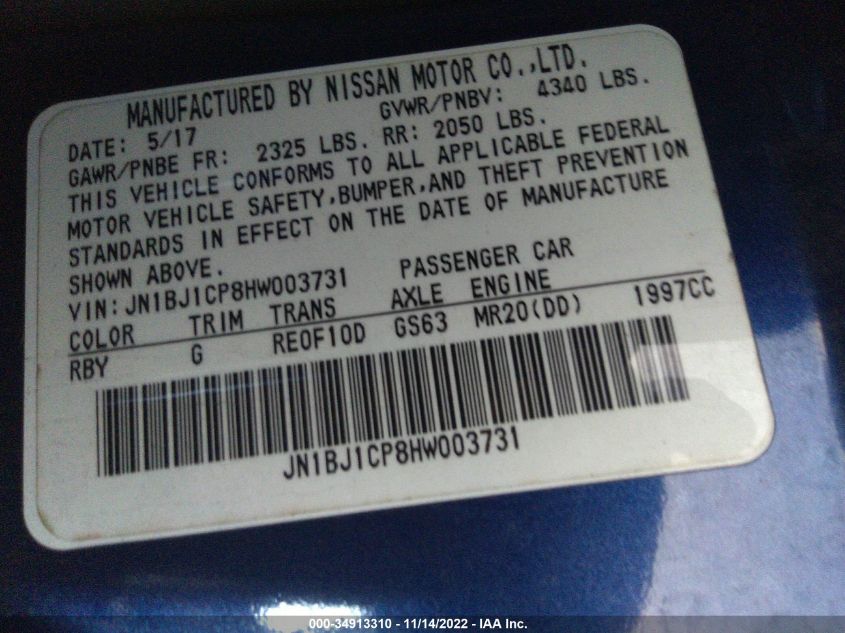 MANUFACTURED BY NISSAN MOTOR CO.,LTD.
DATE: 5/17 GVWR/PNBV: 4340 LBS.
GAWR/PNBE FR: 2325 LBS. RR: 2050 LBS.
THIS VEHICLE CONFORMS TO ALL APPLICABLE FEDERAL
MOTOR VEHICLE SAFETY,BUMPER,AND THEFT PREVENTION
STANDARDS IN EFFECT ON THE DATE OF MANUFACTURE
SHOWN ABOVE.
VIN:JN1BJ1CP8HW003731 PASSENGER CAR
COLOR TRIM TRANS AXLE ENGINE
RBY G RE0F10D GS63 MR20(DD) 1997CC
JN1BJ1CP8HW003731
000-34913310 - 11/14/2022 - IAA Inc.